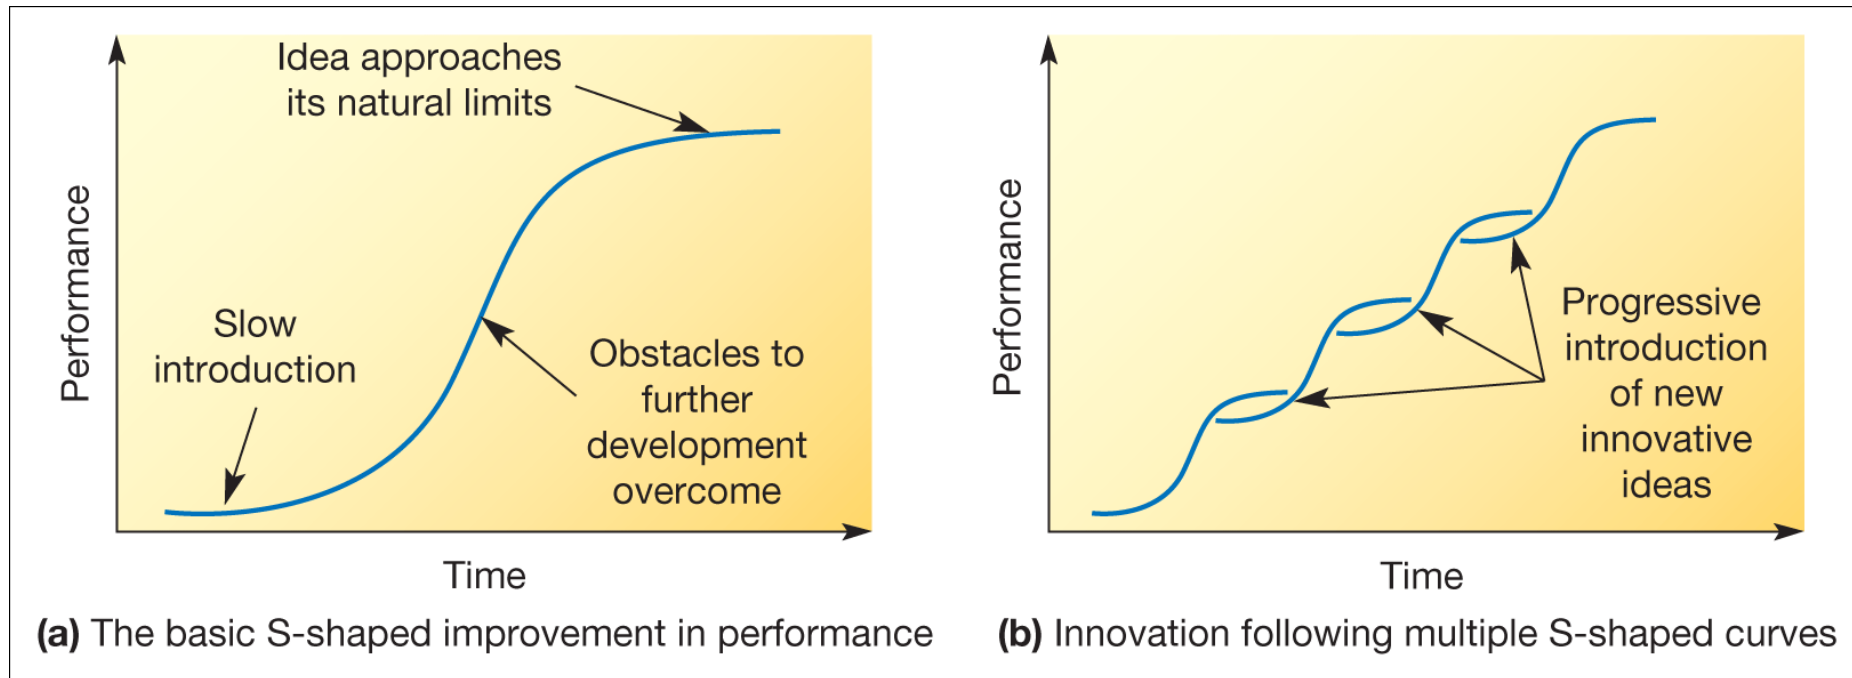 Idea approaches
its natural limits
Performance
Slow
introduction
Obstacles to
further
development
overcome
Time
(a) The basic S-shaped improvement in performance
Performance
Progressive
introduction
of new
innovative
ideas
Time
(b) Innovation following multiple S-shaped curves